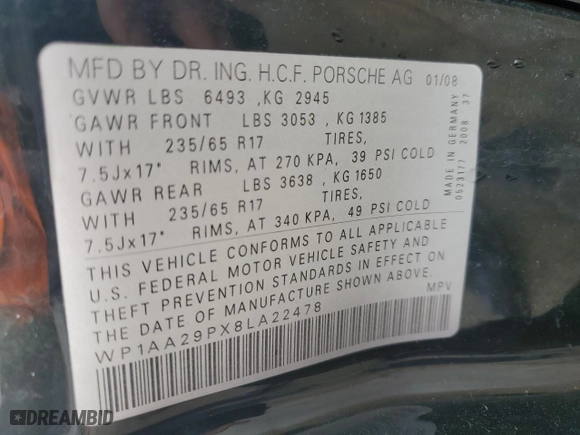 MFD BY DR. ING. H.C.F. PORSCHE AG 01/08
GVWR LBS 6493 ,KG 2945
GAWR FRONT LBS 3053 , KG 1385
WITH 235/65 R17 TIRES,
7.5Jx17" RIMS, AT 270 KPA, 39 PSI COLD
GAWR REAR LBS 3638 , KG 1650
WITH 235/65 R17 TIRES,
7.5Jx17" RIMS, AT 340 KPA, 49 PSI COLD
THIS VEHICLE CONFORMS TO ALL APPLICABLE
U.S. FEDERAL MOTOR VEHICLE SAFETY AND
THEFT PREVENTION STANDARDS IN EFFECT ON
THE DATE OF MANUFACTURE SHOWN ABOVE.
WP1AA29PX8LA22478 MPV
MADE IN GERMANY
0523177 2008 37
DREAMBID